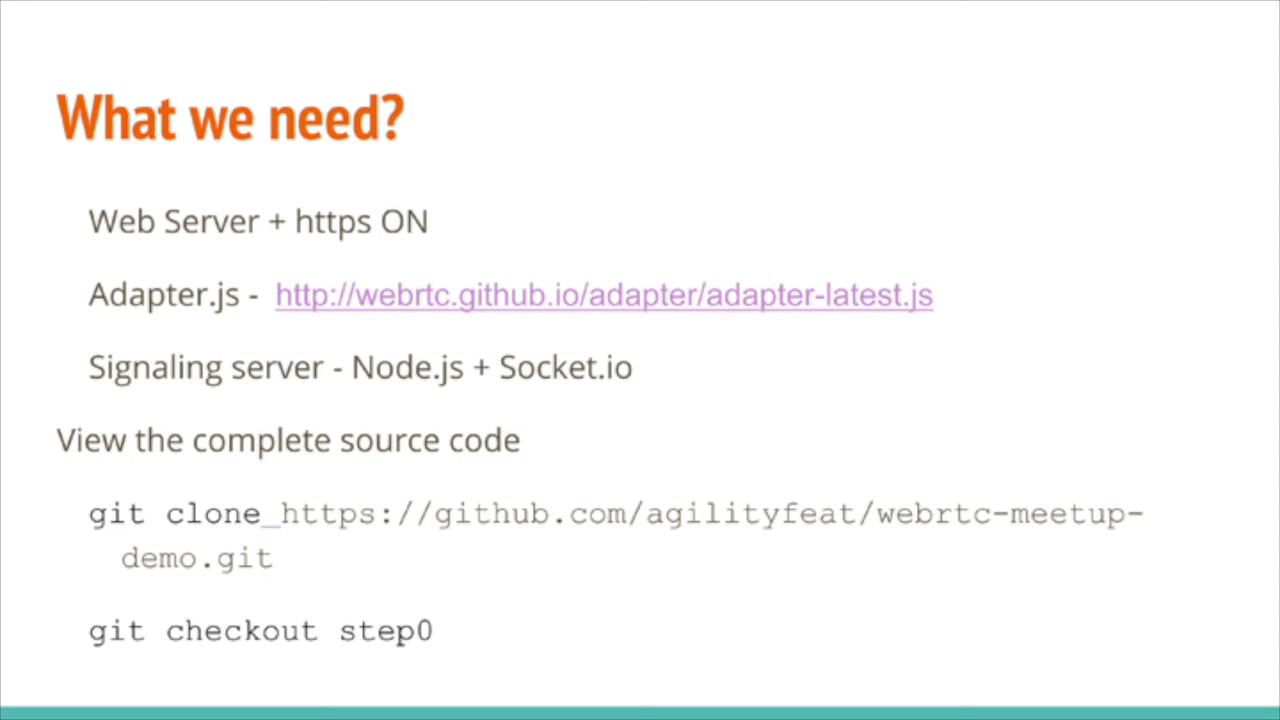 What we need?
Web Server + https ON
Adapter.js - http://webrtc.github.io/adapter/adapter-latest.js
Signaling server - Node.js + Socket.io
View the complete source code
git clone https://github.com/agilityfeat/webrtc-meetup-
demo.git
git checkout step0